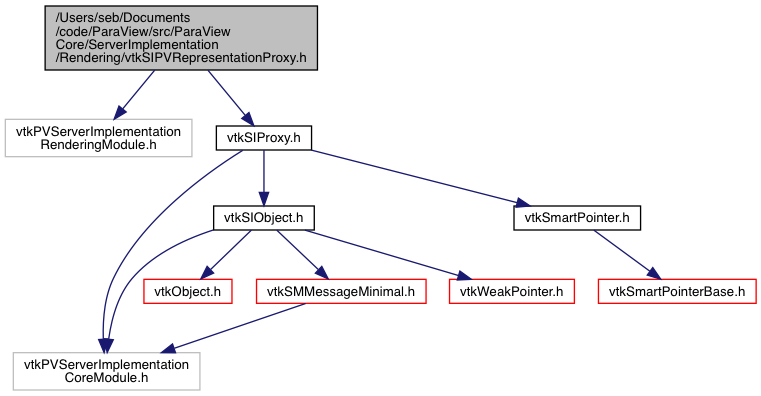 /Users/seb/Documents
/code/ParaView/src/ParaView
Core/ServerImplementation
/Rendering/vtkSIPVRepresentationProxy.h
vtkPVServerImplementation
RenderingModule.h
vtkSIProxy.h
vtkSIObject.h
vtkSmartPointer.h
vtkObject.h
vtkSMMessageMinimal.h
vtkWeakPointer.h
vtkSmartPointerBase.h
vtkPVServerImplementation
CoreModule.h